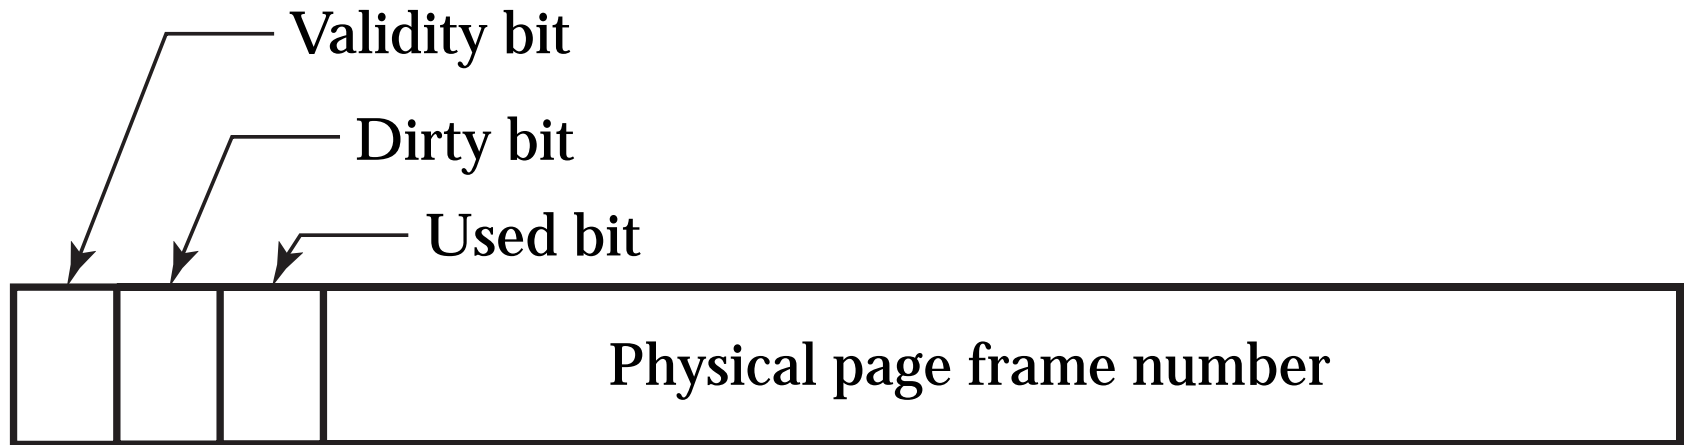 Validity bit
Dirty bit
Used bit
Physical page frame number